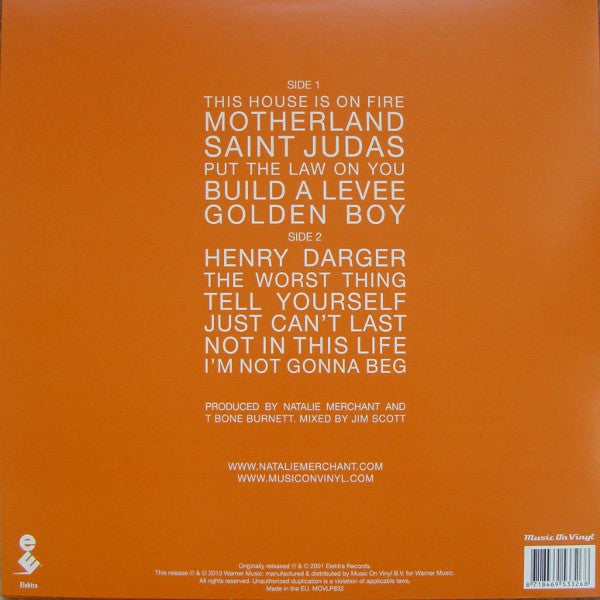 SIDE 1
THIS HOUSE IS ON FIRE
MOTHERLAND
SAINT JUDAS
PUT THE LAW ON YOU
BUILD A LEVEE
GOLDEN BOY
SIDE 2
HENRY DARGER
THE WORST THING
TELL YOURSELF
JUST CAN'T LAST
NOT IN THIS LIFE
I'M NOT GONNA BEG
PRODUCED BY NATALIE MERCHANT AND
T BONE BURNETT. MIXED BY JIM SCOTT
WWW.NATALIEMERCHANT.COM
WWW.MUSICONVINYL.COM
Elektra
Originally released ℗ & © 2001 Elektra Records.
This release ℗ & © 2013 Warner Music. manufactured & distributed by Music On Vinyl B.V. for Warner Music.
All rights reserved. Unauthorized duplication is a violation of applicable laws.
Made in the EU. MOVLP832
Music On Vinyl
8 718469 533268